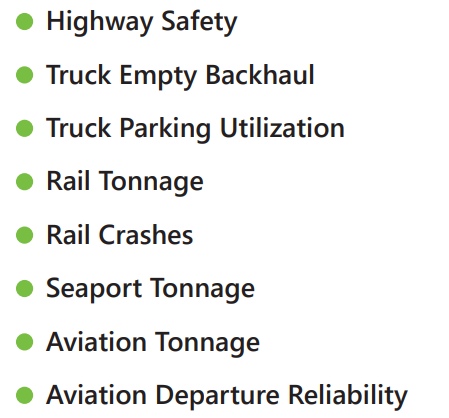 Highway Safety
Truck Empty Backhaul
Truck Parking Utilization
Rail Tonnage
Rail Crashes
Seaport Tonnage
Aviation Tonnage
Aviation Departure Reliability